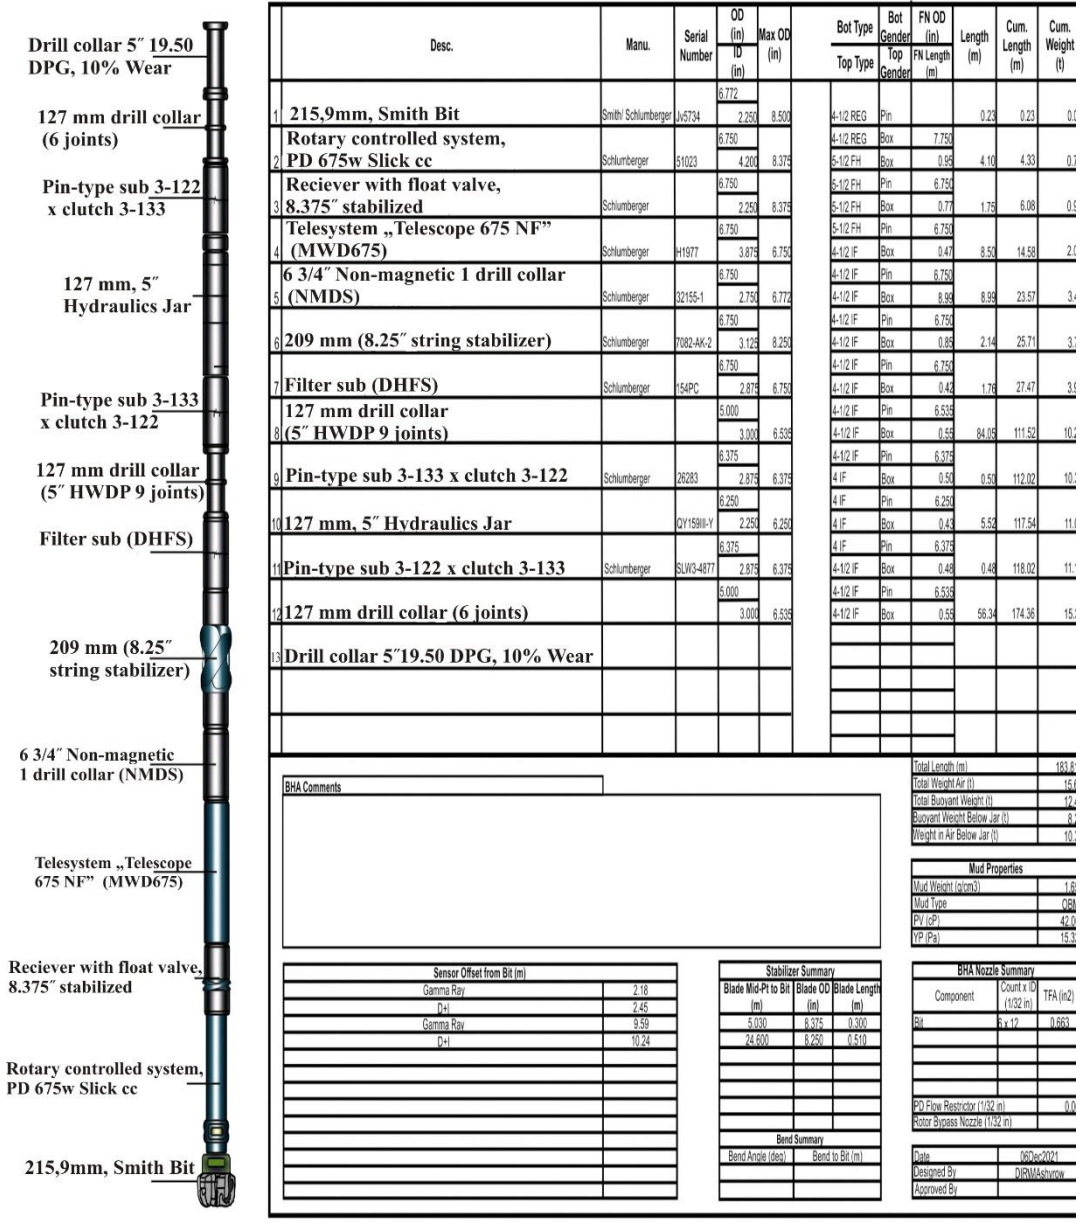 Drill collar 5″ 19.50
DPG, 10% Wear
127 mm drill collar
(6 joints)
Pin-type sub 3-122
x clutch 3-133
127 mm, 5″
Hydraulics Jar
Pin-type sub 3-133
x clutch 3-122
127 mm drill collar
(5″ HWDP 9 joints)
Filter sub (DHFS)
209 mm (8.25″
string stabilizer)
6 3/4″ Non-magnetic
1 drill collar (NMDS)
Telesystem „Telescope
675 NF” (MWD675)
Reciever with float valve,
8.375″ stabilized
Rotary controlled system,
PD 675w Slick cc
215,9mm, Smith Bit
Desc. Manu. Serial Number OD (in) ID (in) Max OD (in) Bot Type Top Type Bot Gender Top Gender FN OD (in) FN Length (m) Length (m) Cum. Length (m) Cum. Weight (t)
6.772
1 215,9mm, Smith Bit Smith/ Schlumberger Jv5734 2.250 8.500 4-1/2 REG Pin 0.23 0.23
Rotary controlled system, 6.750 4-1/2 REG Box 7.750
2 PD 675w Slick cc Schlumberger 51023 4.200 8.375 5-1/2 FH Box 0.95 4.10 4.33
Reciever with float valve, 6.750 5-1/2 FH Pin 6.750
3 8.375″ stabilized Schlumberger 2.250 8.375 5-1/2 FH Box 0.77 1.75 6.08
Telesystem „Telescope 675 NF” 6.750 5-1/2 FH Pin 6.750
4 (MWD675) Schlumberger H1977 3.875 6.750 4-1/2 IF Box 0.47 8.50 14.58
6 3/4″ Non-magnetic 1 drill collar 6.750 4-1/2 IF Pin 6.750
5 (NMDS) Schlumberger 32155-1 2.750 6.772 4-1/2 IF Box 8.99 8.99 23.57
6.750 4-1/2 IF Pin 6.750
6 209 mm (8.25″ string stabilizer) Schlumberger 7082-AK-2 3.125 8.250 4-1/2 IF Box 0.85 2.14 25.71
6.750 4-1/2 IF Pin 6.750
7 Filter sub (DHFS) Schlumberger 154PC 2.875 6.750 4-1/2 IF Box 0.42 1.76 27.47
127 mm drill collar 5.000 4-1/2 IF Pin 6.535
8 (5″ HWDP 9 joints) 3.000 6.535 4-1/2 IF Box 0.55 84.05 111.52
6.375 4-1/2 IF Pin 6.375
9 Pin-type sub 3-133 x clutch 3-122 Schlumberger 26283 2.875 6.375 4 IF Box 0.50 0.50 112.02
6.250 4 IF Pin 6.250
10 127 mm, 5″ Hydraulics Jar QY159III-Y 2.250 6.250 4 IF Box 0.43 5.52 117.54
6.375 4 IF Pin 6.375
11 Pin-type sub 3-122 x clutch 3-133 Schlumberger SLW3-4877 2.875 6.375 4-1/2 IF Box 0.48 0.48 118.02
5.000 4-1/2 IF Pin 6.535
12 127 mm drill collar (6 joints) 3.000 6.535 4-1/2 IF Box 0.55 56.34 174.36
13 Drill collar 5″19.50 DPG, 10% Wear
BHA Comments
Total Length (m) 183.8
Total Weight Air (t) 15.
Total Buoyant Weight (t) 12.
Buoyant Weight Below Jar (t) 8.
Weight in Air Below Jar (t) 10.
Mud Properties
Mud Weight (g/cm3) 1.6
Mud Type OBM
PV (cP) 42.0
YP (Pa) 15.3
Sensor Offset from Bit (m)
Gamma Ray 2.18
D+I 2.45
Gamma Ray 9.59
D+I 10.24
Stabilizer Summary
Blade Mid-Pt to Bit (m) Blade OD (in) Blade Length (m)
5.030 8.375 0.300
24.600 8.250 0.510
Bend Summary
Bend Angle (deg) Bend to Bit (m)
BHA Nozzle Summary
Component Count x ID (1/32 in) TFA (in2)
Bit 6 x 12 0.663
PD Flow Restrictor (1/32 in) 0.0
Rotor Bypass Nozzle (1/32 in)
Date 06Dec2021
Designed By DIRMAshyrow
Approved By